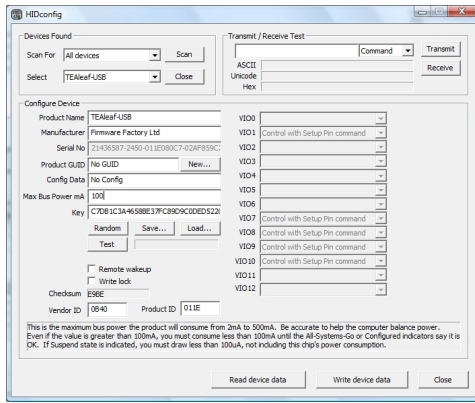 HIDconfig
Devices Found
Scan For All devices Scan
Select TEAleaf-USB Close
Transmit / Receive Test
Command Transmit
ASCII Receive
Unicode
Hex
Configure Device
Product Name TEAleaf-USB
Manufacturer Firmware Factory Ltd
Serial No 21436587-2450-011E080C7-02AF859C
Product GUID No GUID New...
Config Data No Config
Max Bus Power mA 100
Key C7DB1C3A4658BE37FC89D9C0DED522
Random Save... Load...
Test
Remote wakeup
Write lock
Checksum E9BE
Vendor ID 0B40 Product ID 011E
VIO0
VIO1 Control with Setup Pin command
VIO2
VIO3
VIO4
VIO5
VIO6
VIO7 Control with Setup Pin command
VIO8 Control with Setup Pin command
VIO9 Control with Setup Pin command
VIO10 Control with Setup Pin command
VIO11
VIO12
This is the maximum bus power the product will consume from 2mA to 500mA. Be accurate to help the computer balance power.
Even if the value is greater than 100mA, you must consume less than 100mA until the All-Systems-Go or Configured indicators say it is
OK. If Suspend state is indicated, you must draw less than 100uA, not including this chip's power consumption.
Read device data Write device data Close